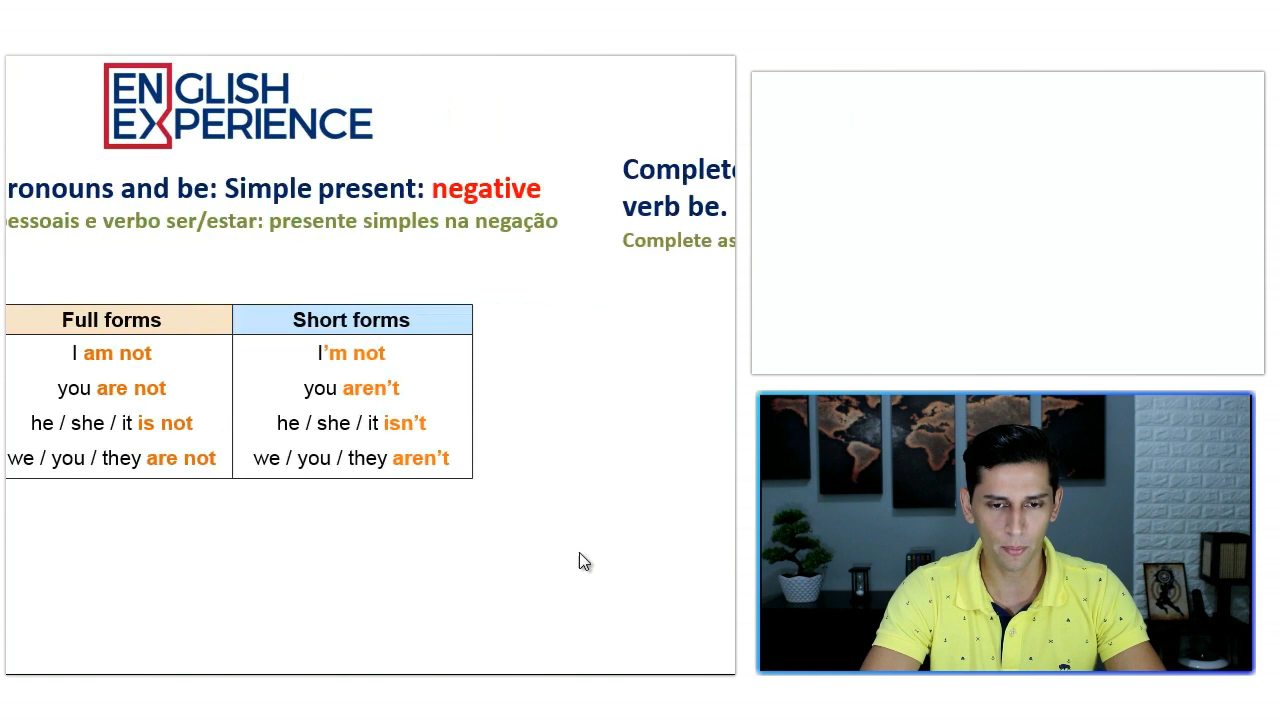 ENGLISH
EXPERIENCE
ronouns and be: Simple present: negative
essoais e verbo ser/estar: presente simples na negação
Complete
verb be.
Complete as
Full forms
Short forms
I am not
I’m not
you are not
you aren’t
he / she / it is not
he / she / it isn’t
we / you / they are not
we / you / they aren’t